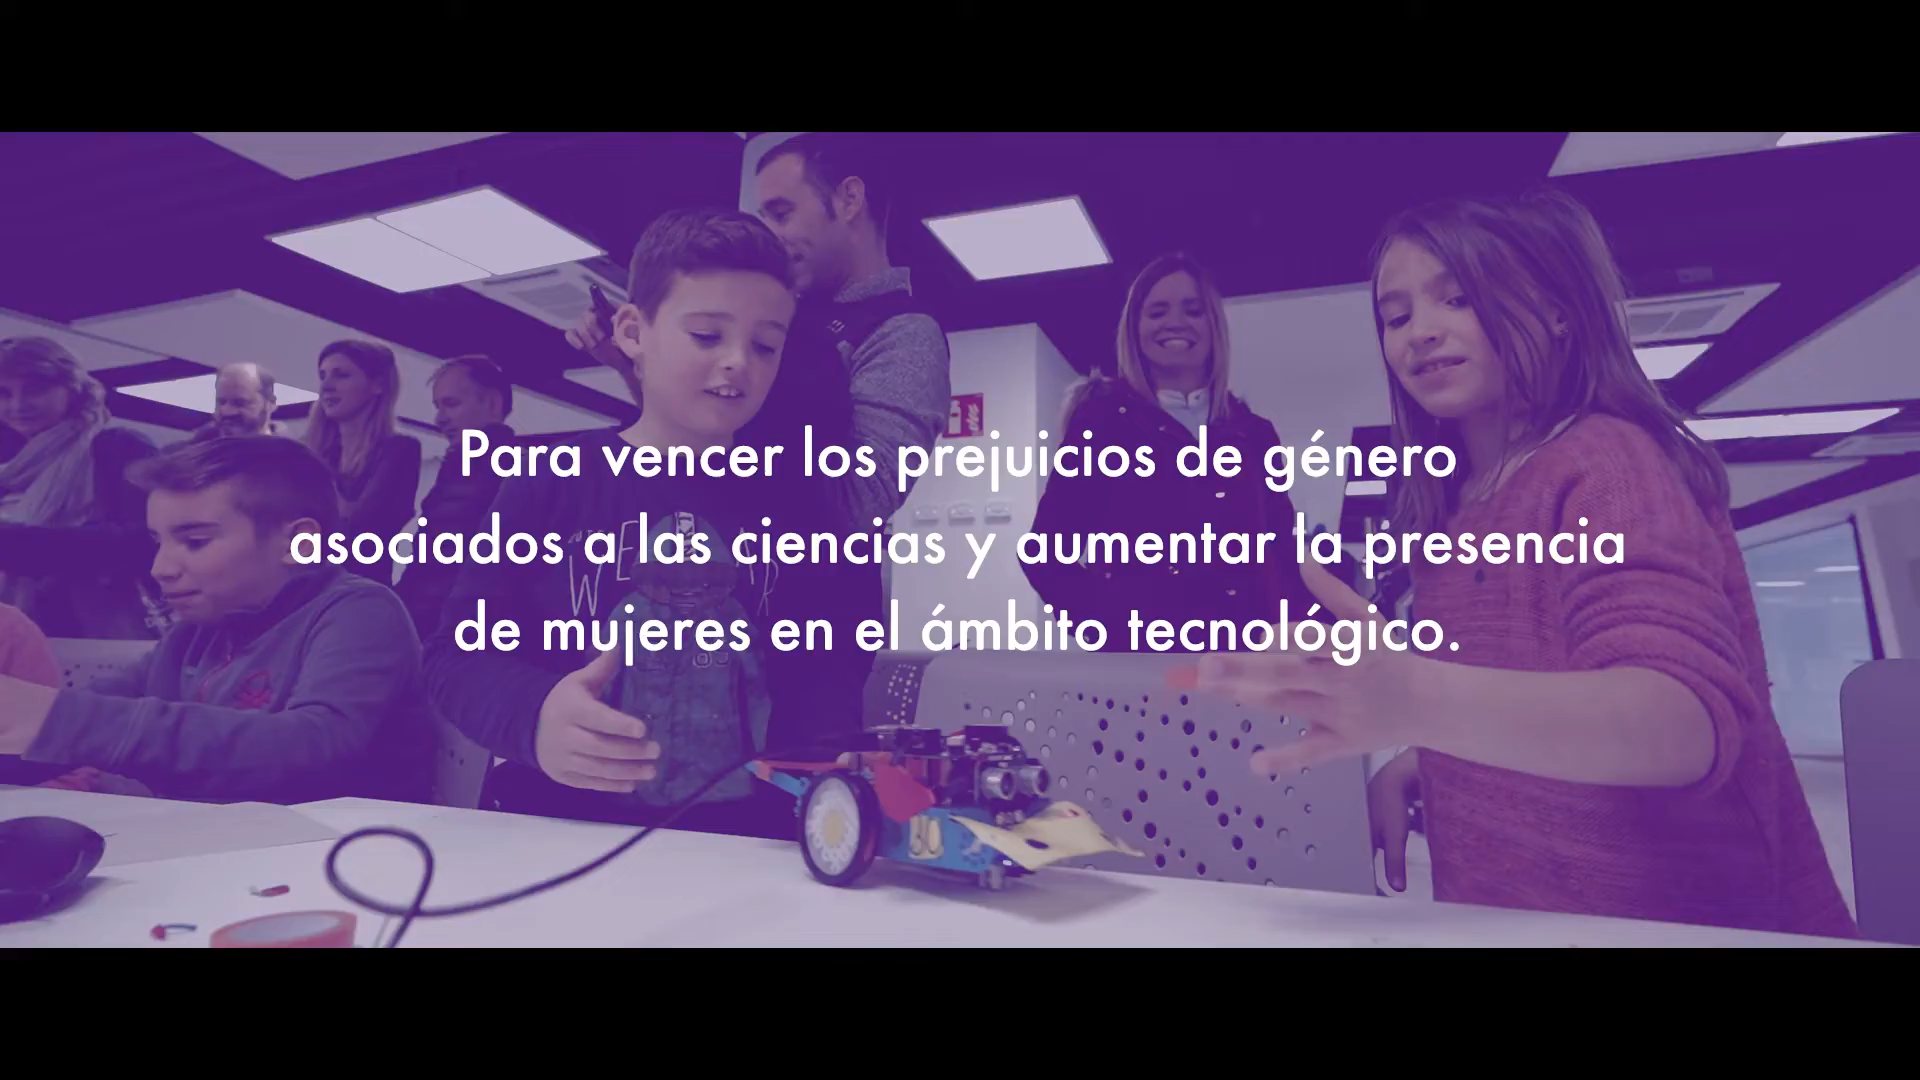 Para vencer los prejuicios de género
asociados a las ciencias y aumentar la presencia
de mujeres en el ámbito tecnológico.